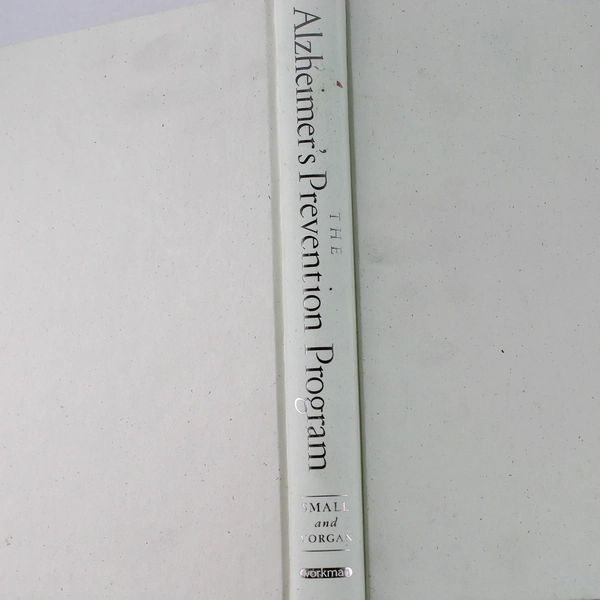 THE
Alzheimer's Prevention Program
SMALL
and
VORGAN
workman